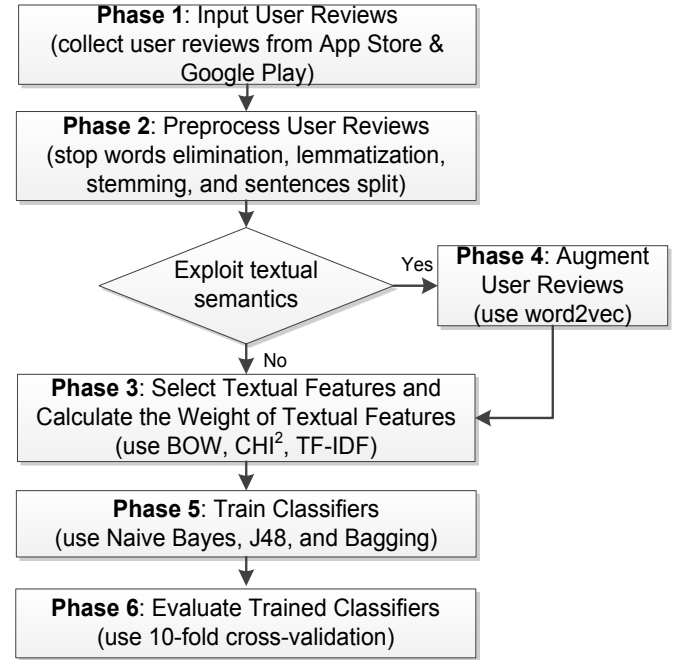 Phase 1: Input User Reviews
(collect user reviews from App Store &
Google Play)
Phase 2: Preprocess User Reviews
(stop words elimination, lemmatization,
stemming, and sentences split)
Exploit textual
semantics
Yes
Phase 4: Augment
User Reviews
(use word2vec)
No
Phase 3: Select Textual Features and
Calculate the Weight of Textual Features
(use BOW, CHI², TF-IDF)
Phase 5: Train Classifiers
(use Naive Bayes, J48, and Bagging)
Phase 6: Evaluate Trained Classifiers
(use 10-fold cross-validation)